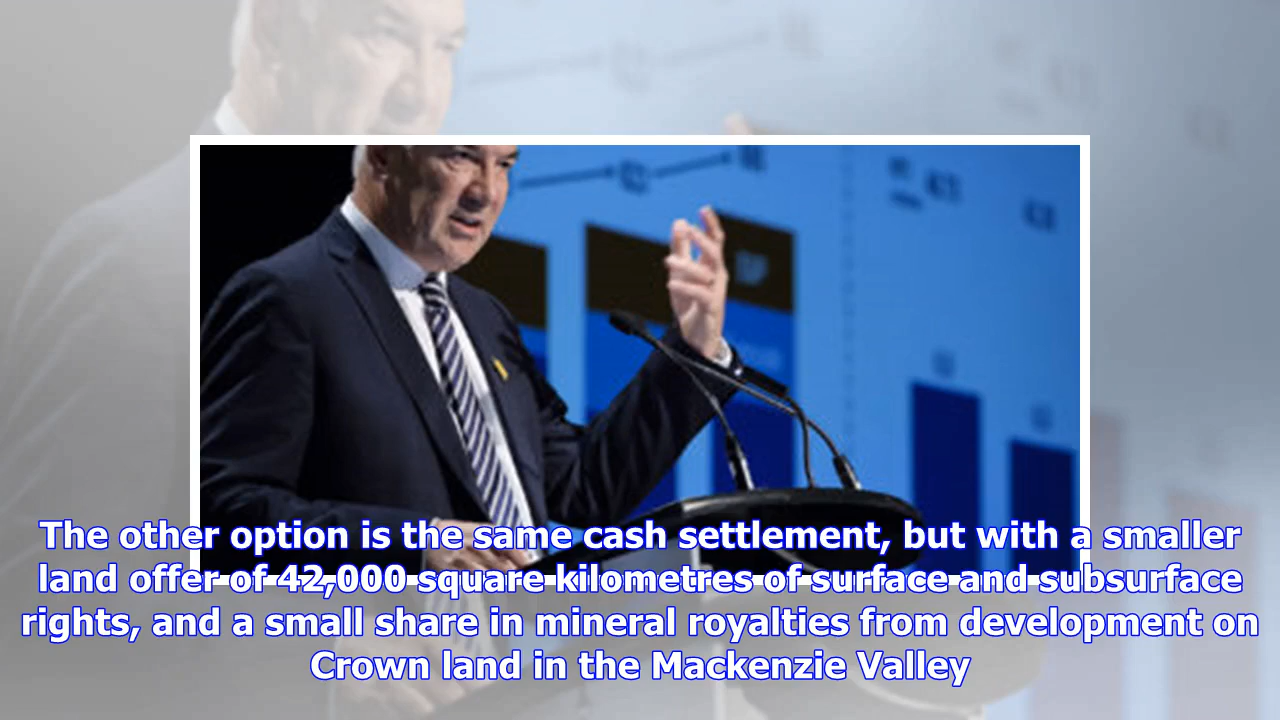 The other option is the same cash settlement, but with a smaller
land offer of 42,000 square kilometres of surface and subsurface
rights, and a small share in mineral royalties from development on
Crown land in the Mackenzie Valley